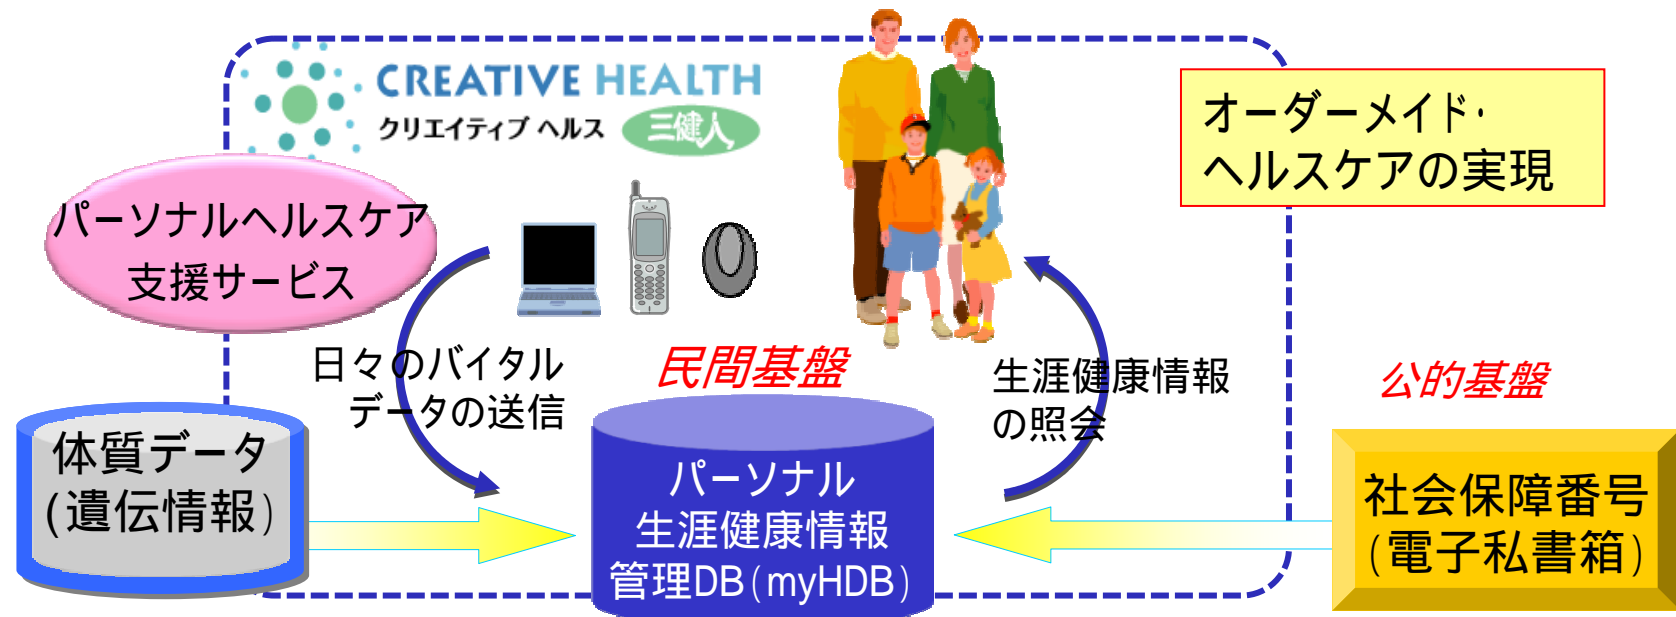 CREATIVE HEALTH
クリエイティブ ヘルス 三健人
オーダーメイド・
ヘルスケアの実現
パーソナルヘルスケア
支援サービス
日々のバイタル
データの送信
民間基盤
生涯健康情報
の照会
公的基盤
体質データ
(遺伝情報)
パーソナル
生涯健康情報
管理DB(myHDB)
社会保障番号
(電子私書箱)